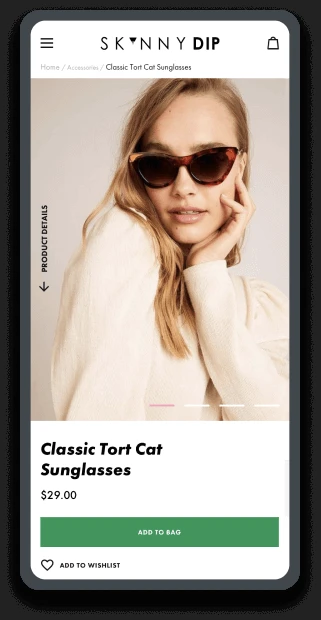 SKINNY DIP
Home / Accessories / Classic Tort Cat Sunglasses
PRODUCT DETAILS
Classic Tort Cat
Sunglasses
$29.00
ADD TO BAG
ADD TO WISHLIST